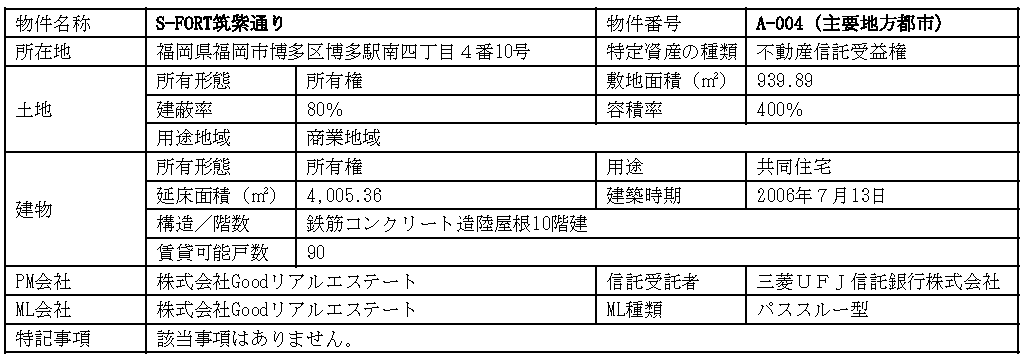 物件名称 S-FORT筑紫通り 物件番号 A-004（主要地方都市）
所在地 福岡県福岡市博多区博多駅南四丁目４番10号 特定資産の種類 不動産信託受益権
土地 所有形態 所有権 敷地面積（㎡） 939.89
建蔽率 80% 容積率 400%
用途地域 商業地域
建物 所有形態 所有権 用途 共同住宅
延床面積（㎡） 4,005.36 建築時期 2006年７月13日
構造／階数 鉄筋コンクリート造陸屋根10階建
賃貸可能戸数 90
PM会社 株式会社Goodリアルエステート 信託受託者 三菱ＵＦＪ信託銀行株式会社
ML会社 株式会社Goodリアルエステート ML種類 パススルー型
特記事項 該当事項はありません。